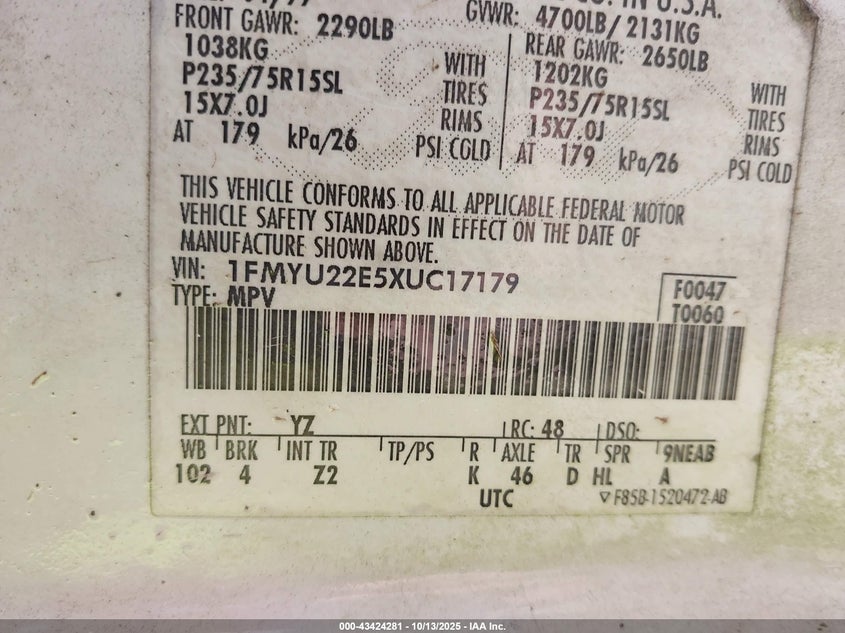 U.S.A.
FRONT GAWR: 2290LB
GVWR: 4700LB/ 2131KG
1038KG
REAR GAWR: 2650LB
P235/75R15SL WITH
1202KG
15X7.0J TIRES
P235/75R15SL WITH
RIMS
15X7.0J TIRES
AT 179 kPa/26 PSI COLD
RIMS
AT 179 kPa/26 PSI COLD
THIS VEHICLE CONFORMS TO ALL APPLICABLE FEDERAL MOTOR
VEHICLE SAFETY STANDARDS IN EFFECT ON THE DATE OF
MANUFACTURE SHOWN ABOVE.
VIN: 1FMYU22E5XUC17179
TYPE: MPV
F0047
T0060
EXT PNT: YZ RC: 48 DSO:
WB BRK INT TR TP/PS R AXLE TR SPR 9NEAB
102 4 Z2 K 46 D HL A
UTC F85B-1520472-AB
000-43424281 - 10/13/2025 - IAA Inc.